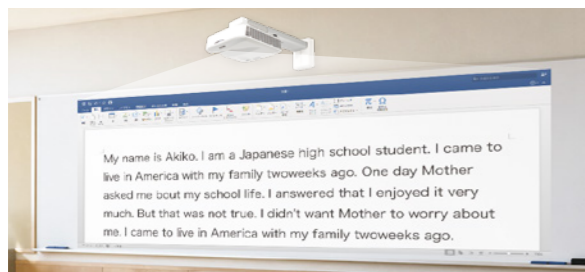 My name is Akiko. I am a Japanese high school student. I came to
live in America with my family twoweeks ago. One day Mother
asked me bout my school life. I answered that I enjoyed it very
much. But that was not true. I didn't want Mother to worry about
me. I came to live in America with my family twoweeks ago.